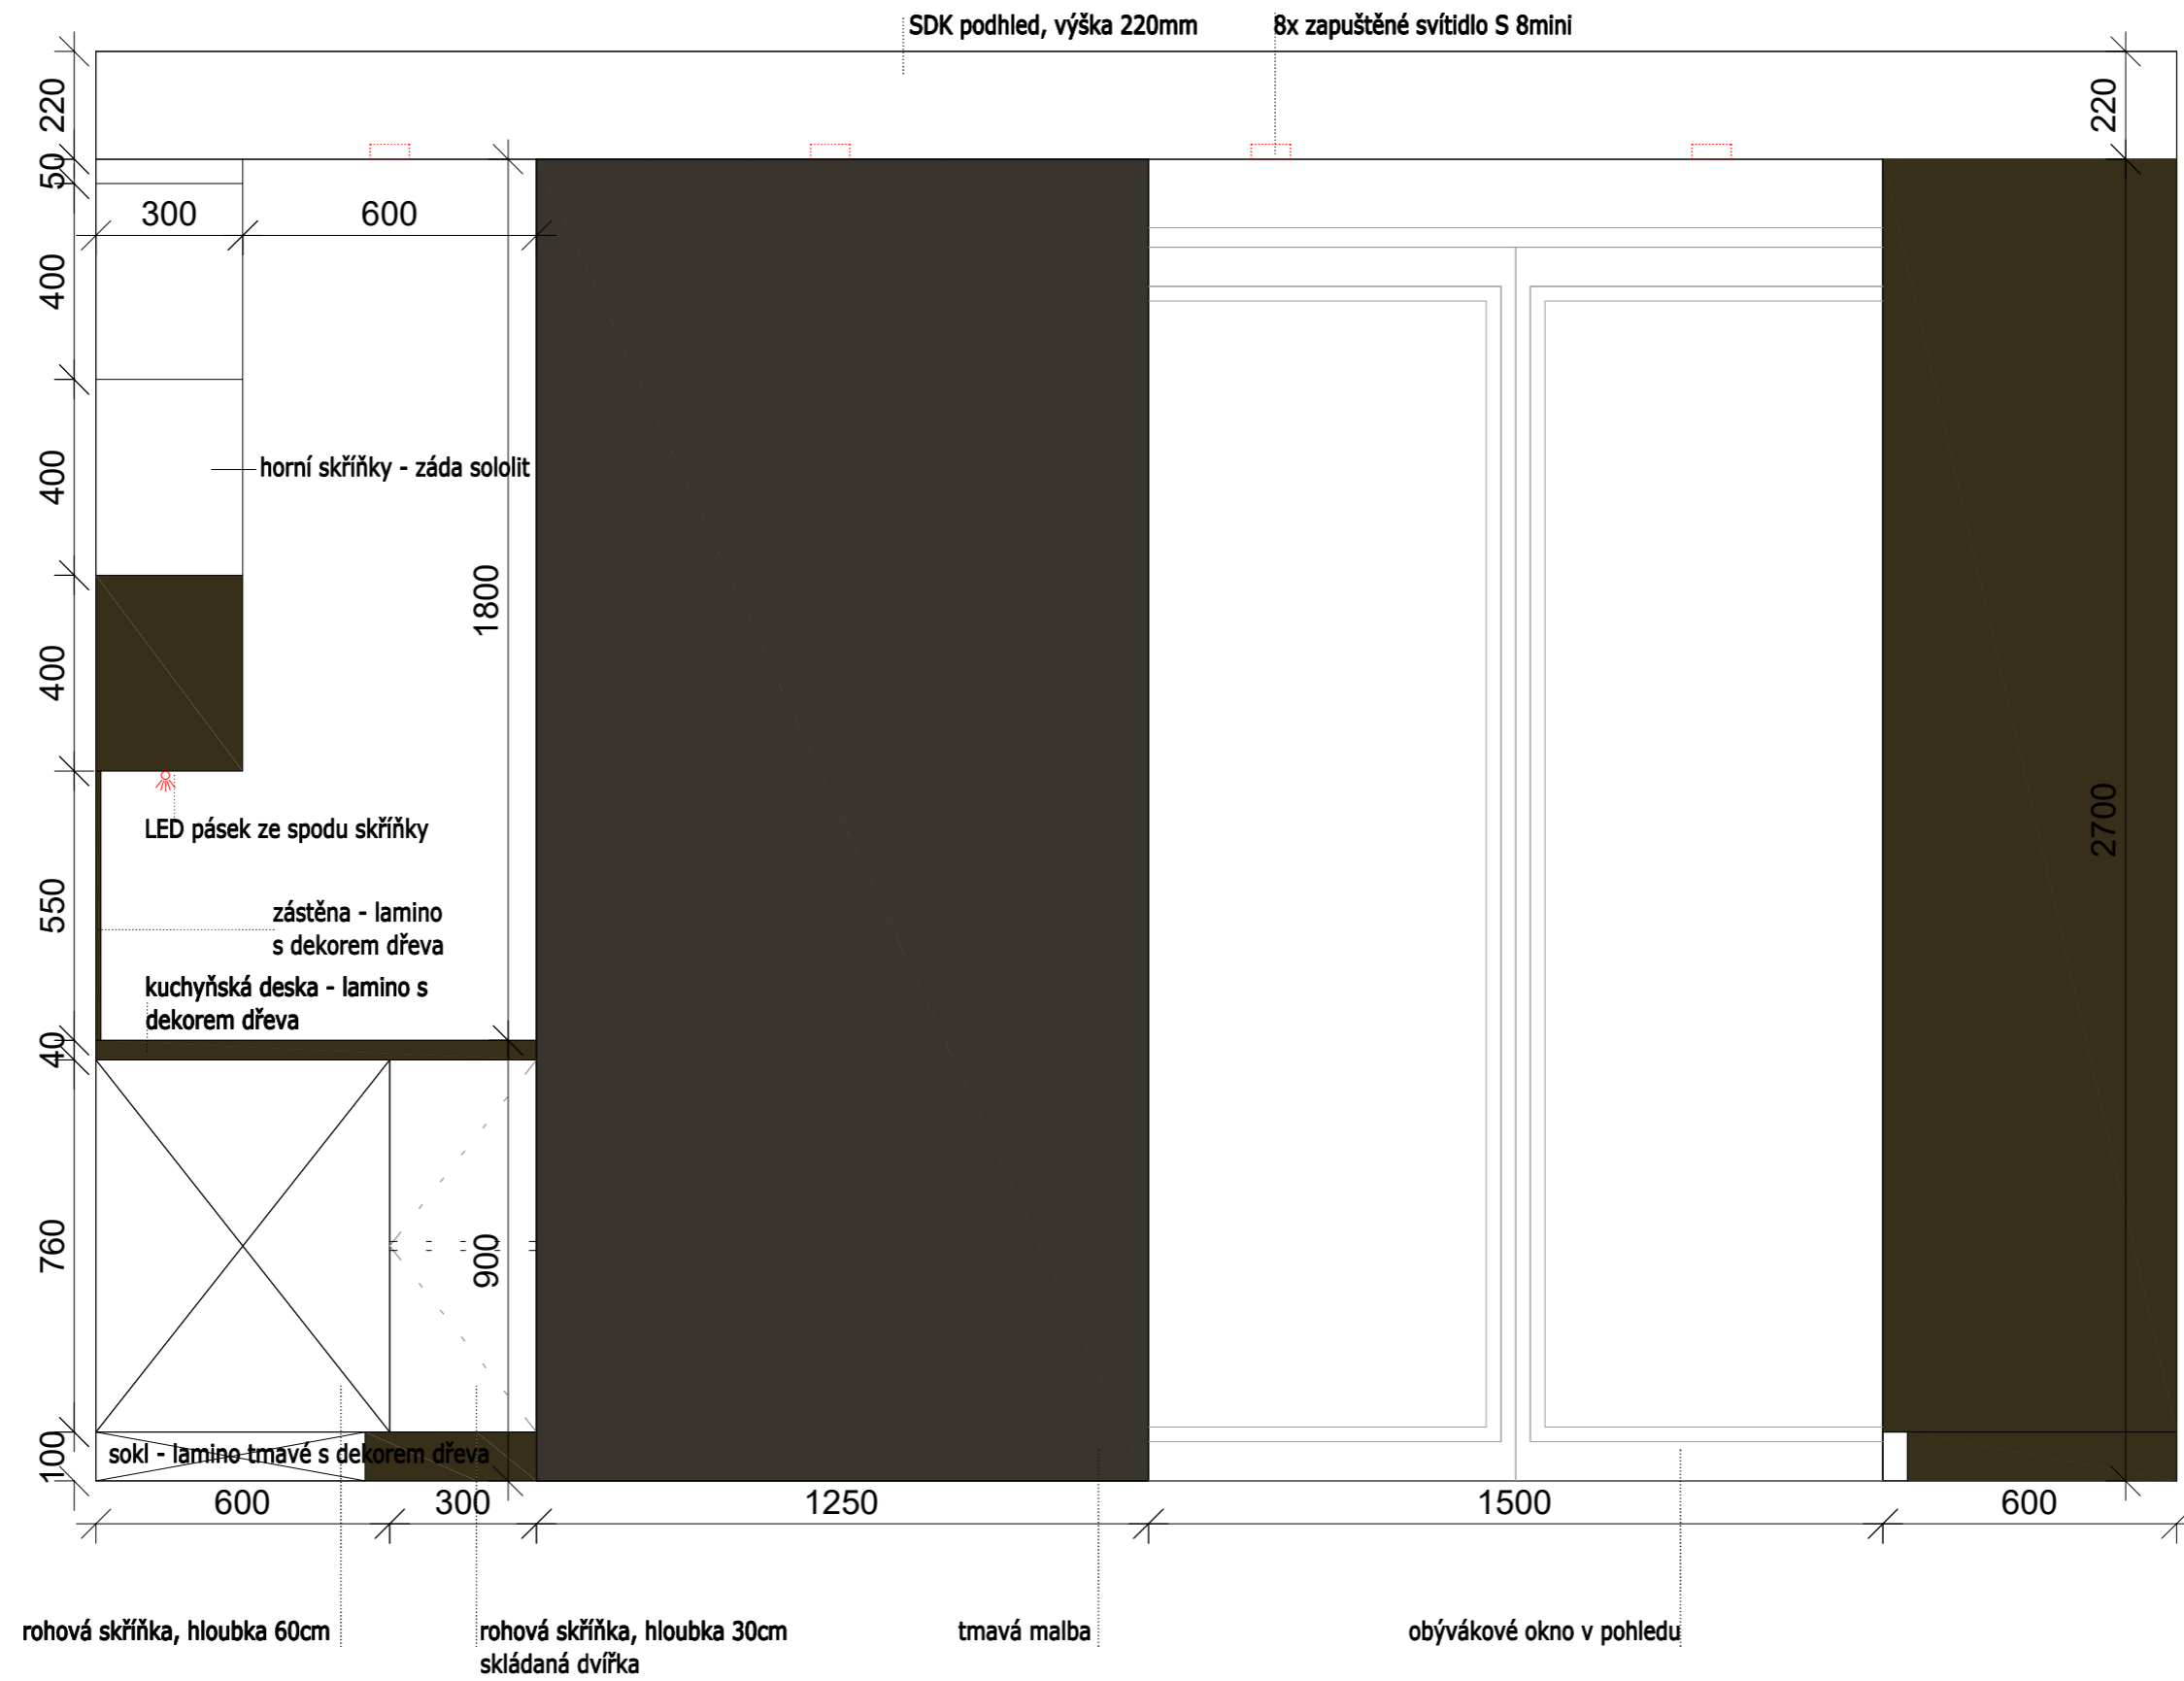 SDK podhled, výška 220mm
8x zapuštěné svítidlo S 8mini
220
220
50
300
600
400
horní skříňky - záda sololit
400
1800
400
2700
LED pásek ze spodu skříňky
550
zástěna - lamino
s dekorem dřeva
kuchyňská deska - lamino s
dekorem dřeva
40
760
900
100
sokl - lamino tmavé s dekorem dřeva
600
300
1250
1500
600
rohová skříňka, hloubka 60cm
rohová skříňka, hloubka 30cm
skládaná dvířka
tmavá malba
obývákové okno v pohledu